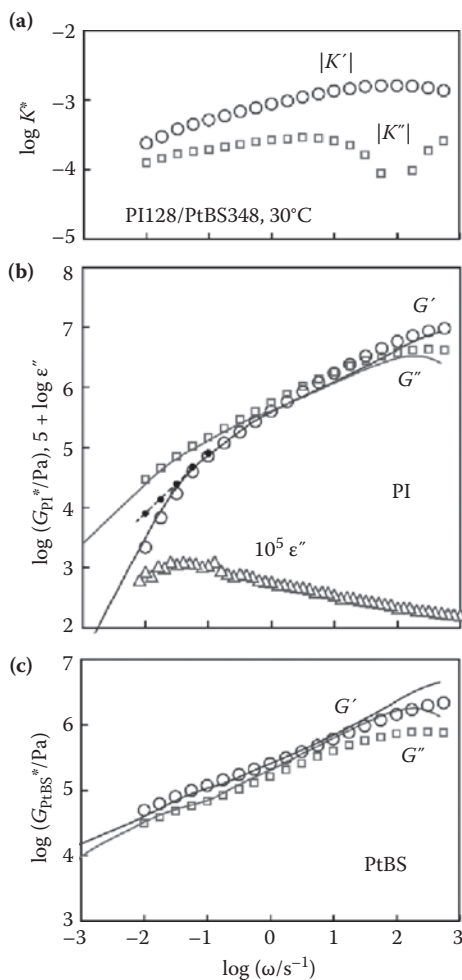 (a)
−2
−3
−4
−5
log K*
|K′|
|K″|
PI128/PtBS348, 30°C
(b)
8
7
6
5
4
3
2
log (G_PI*/Pa), 5 + log ε″
G′
G″
PI
10⁵ ε″
(c)
7
6
5
4
3
log (G_PtBS*/Pa)
G′
G″
PtBS
−3 −2 −1 0 1 2 3
log (ω/s⁻¹)